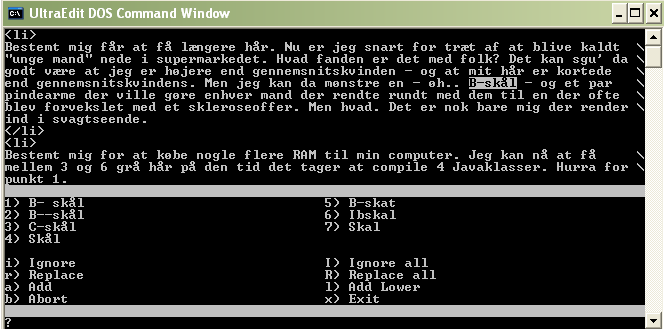 UltraEdit DOS Command Window
<li>
Bestemt mig får at få længere hår. Nu er jeg snart for træt af at blive kaldt \
"unge mand" nede i supermarkedet. Hvad fanden er det med folk? Det kan sgu' da \
godt være at jeg er højere end gennemsnitskvinden - og at mit hår er kortede \
end gennemsnitskvindens. Men jeg kan da mønstre en - øh.. B-skål - og et par \
pindearme der ville gøre enhver mand der rendte rundt med dem til en der ofte \
blev forvekslet med et skleroseoffer. Men hvad. Det er nok bare mig der render \
ind i svagtseende.
</li>
<li>
Bestemt mig for at købe nogle flere RAM til min computer. Jeg kan nå at få \
mellem 3 og 6 grå hår på den tid det tager at compile 4 Javaklasser. Hurra for \
punkt 1.
1) B- skål 5) B-skat
2) B--skål 6) Ibskal
3) C-skål 7) Skal
4) Skål
i) Ignore I) Ignore all
r) Replace R) Replace all
a) Add l) Add Lower
b) Abort x) Exit
?